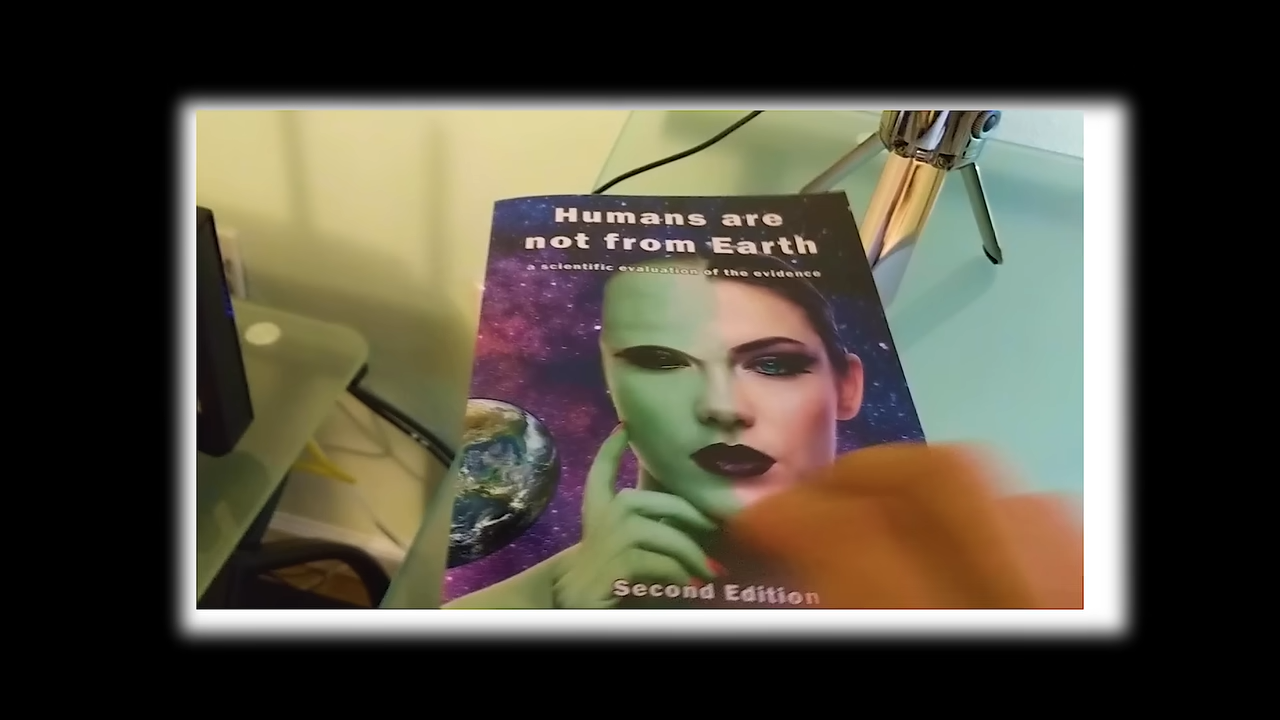 Humans are
not from Earth
a scientific evaluation of the evidence
Second Edition